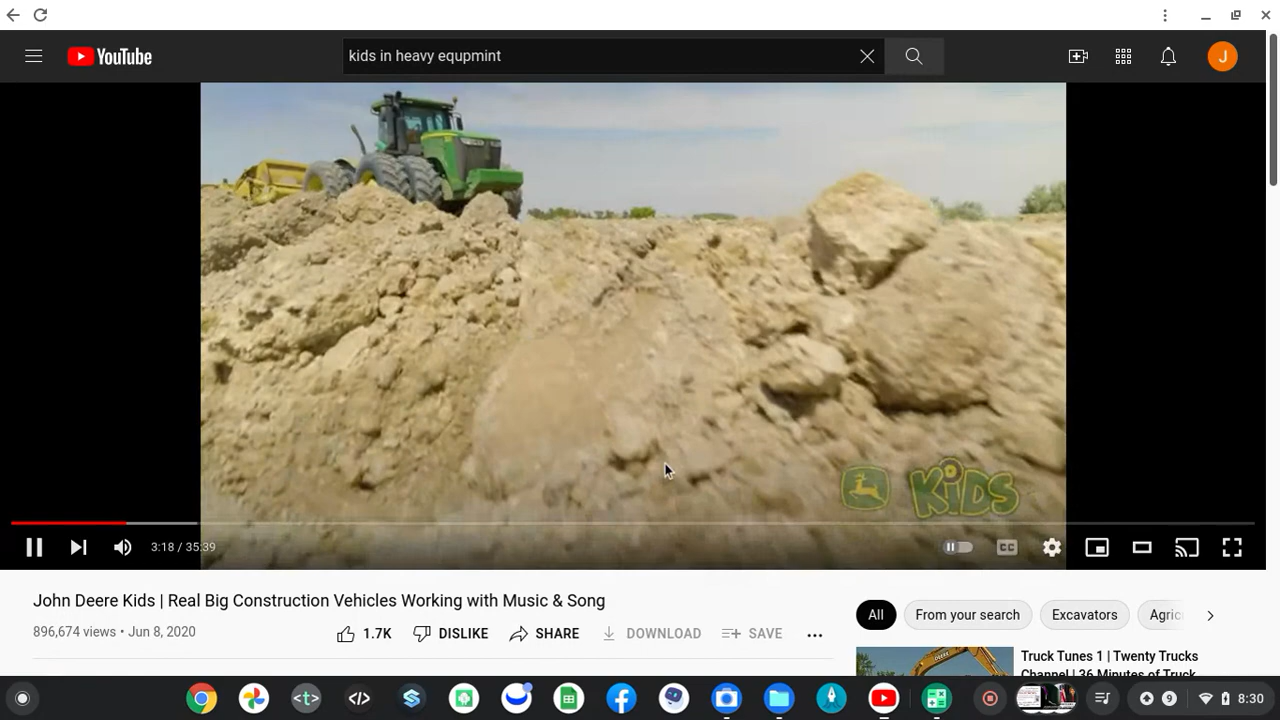 YouTube
kids in heavy equpmint
J
KiDS
3:18 / 35:39
CC
John Deere Kids | Real Big Construction Vehicles Working with Music & Song
896,674 views • Jun 8, 2020
1.7K
DISLIKE
SHARE
DOWNLOAD
SAVE
All
From your search
Excavators
Agric
Truck Tunes 1 | Twenty Trucks
Channel | 36 Minutes of Truck
<t>
</>
9
8:30